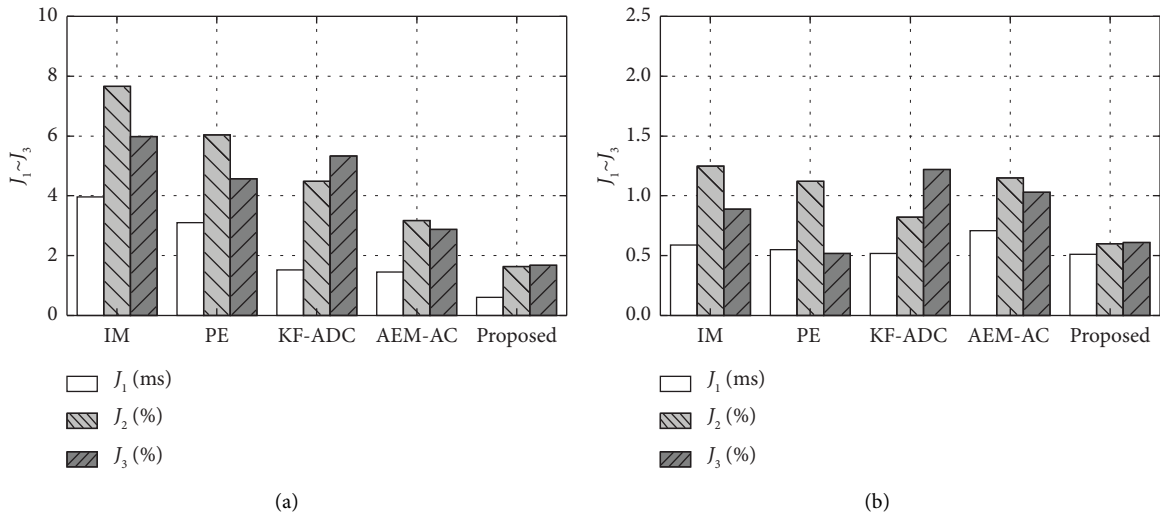 10
8
6
4
2
0
J₁~J₃
IM PE KF-ADC AEM-AC Proposed
J₁ (ms)
J₂ (%)
J₃ (%)
(a)
2.5
2.0
1.5
1.0
0.5
0.0
J₁~J₃
IM PE KF-ADC AEM-AC Proposed
J₁ (ms)
J₂ (%)
J₃ (%)
(b)